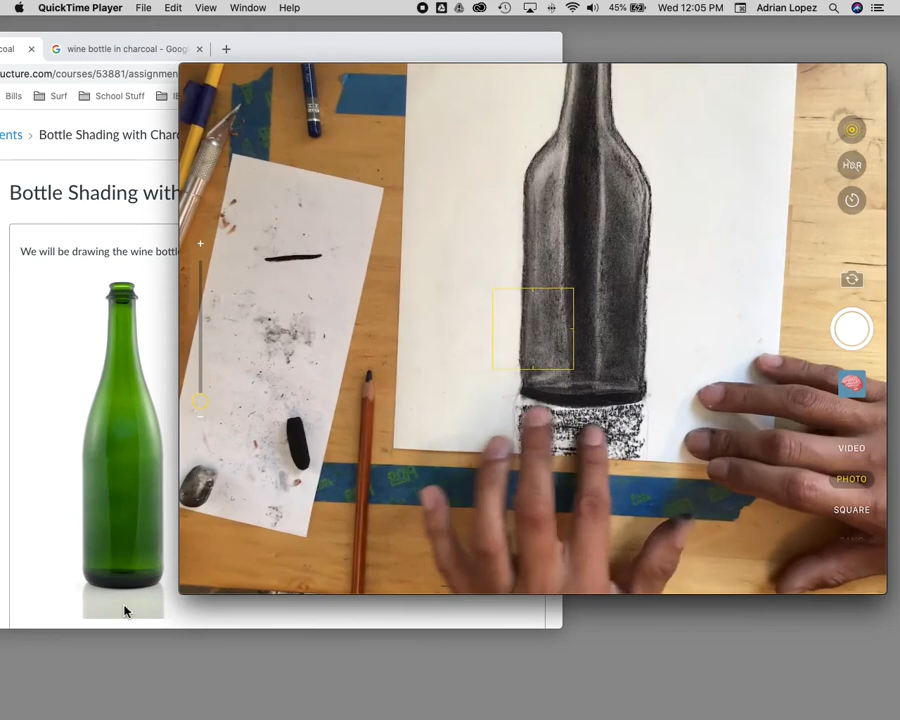 QuickTime Player File Edit View Window Help 45% Wed 12:05 PM Adrian Lopez
coal wine bottle in charcoal - Goog
ucture.com/courses/53881/assignmen
Bills Surf School Stuff
ents › Bottle Shading with Charc
HDR
Bottle Shading with
We will be drawing the wine bottle
VIDEO
PHOTO
SQUARE